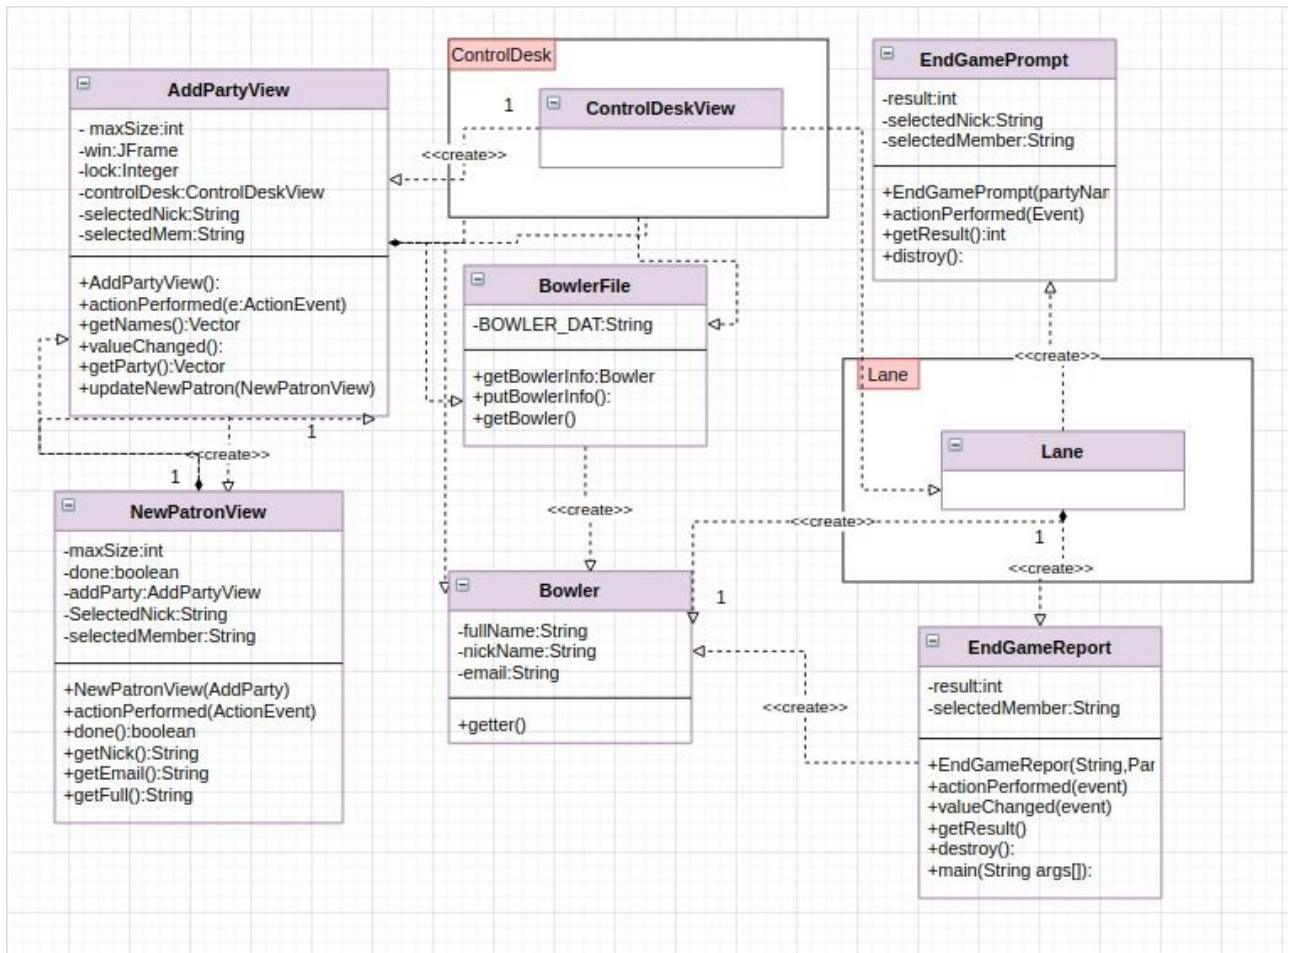 AddPartyView
- maxSize:int
-win:JFrame
-lock:Integer
-controlDesk:ControlDeskView
-selectedNick:String
-selectedMem:String
+AddPartyView():
+actionPerformed(e:ActionEvent)
+getNames():Vector
+valueChanged():
+getParty():Vector
+updateNewPatron(NewPatronView)
ControlDesk
1
ControlDeskView
<<create>>
EndGamePrompt
-result:int
-selectedNick:String
-selectedMember:String
+EndGamePrompt(partyNar
+actionPerformed(Event)
+getResult():int
+distroy():
BowlerFile
-BOWLER_DAT:String
+getBowlerInfo:Bowler
+putBowlerInfo():
+getBowler()
<<create>>
Lane
Lane
1
<<create>>
<<create>>
1
<<create>>
1
NewPatronView
-maxSize:int
-done:boolean
-addParty:AddPartyView
-SelectedNick:String
-selectedMember:String
+NewPatronView(AddParty)
+actionPerformed(ActionEvent)
+done():boolean
+getNick():String
+getEmail():String
+getFull():String
<<create>>
Bowler
-fullName:String
-nickName:String
-email:String
+getter()
1
<<create>>
EndGameReport
-result:int
-selectedMember:String
+EndGameRepor(String,Par
+actionPerformed(event)
+valueChanged(event)
+getResult()
+destroy():
+main(String args[]):